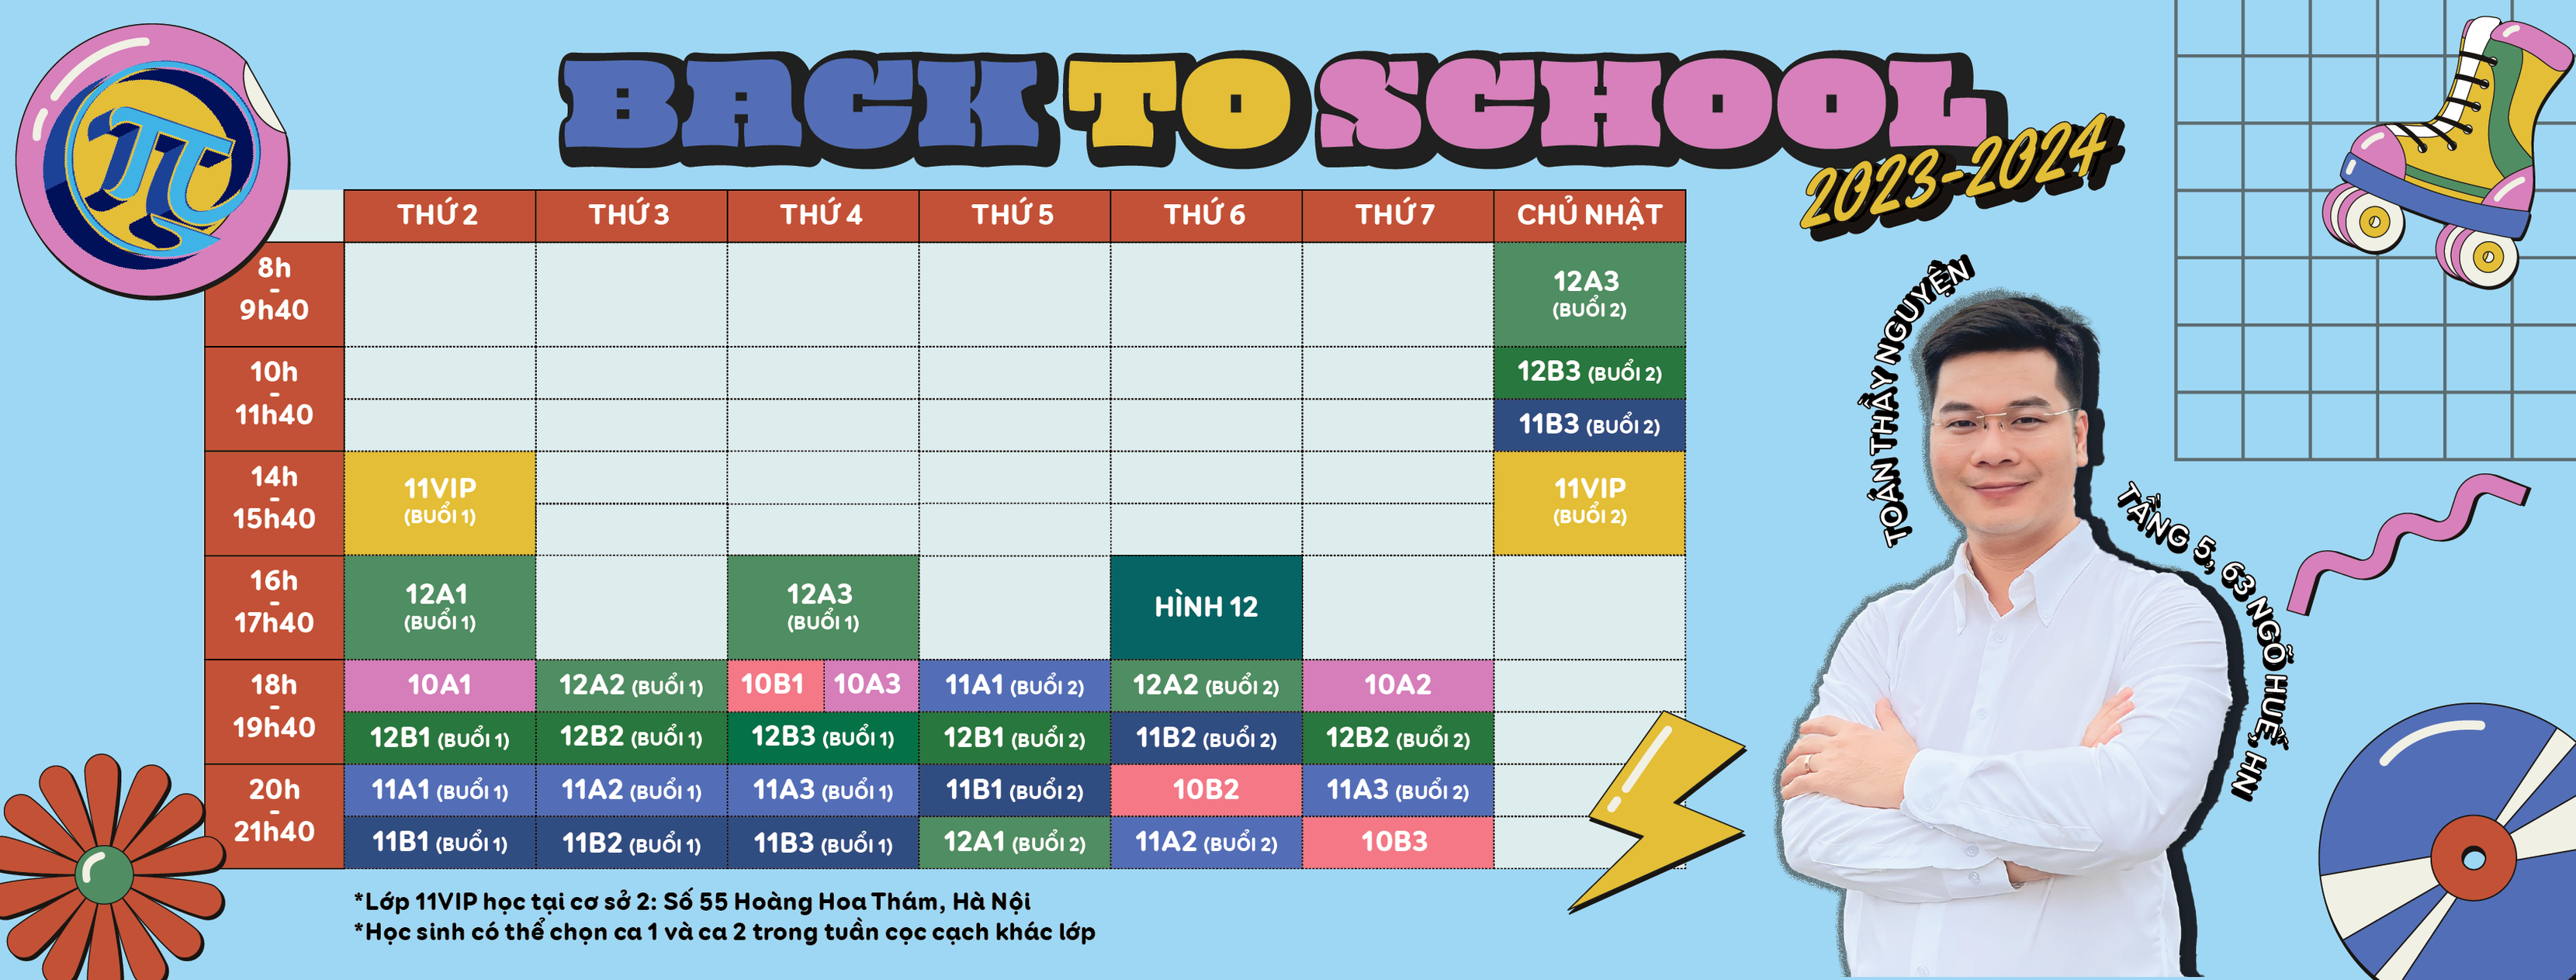 BACK TO SCHOOL
2023-2024
THỨ 2 THỨ 3 THỨ 4 THỨ 5 THỨ 6 THỨ 7 CHỦ NHẬT
8h
-
9h40
12A3
(BUỔI 2)
10h
-
11h40
12B3 (BUỔI 2)
11B3 (BUỔI 2)
14h
-
15h40
11VIP
(BUỔI 1)
11VIP
(BUỔI 2)
16h
-
17h40
12A1
(BUỔI 1)
12A3
(BUỔI 1)
HÌNH 12
18h
-
19h40
10A1 12A2 (BUỔI 1) 10B1 10A3 11A1 (BUỔI 2) 12A2 (BUỔI 2) 10A2
12B1 (BUỔI 1) 12B2 (BUỔI 1) 12B3 (BUỔI 1) 12B1 (BUỔI 2) 11B2 (BUỔI 2) 12B2 (BUỔI 2)
20h
-
21h40
11A1 (BUỔI 1) 11A2 (BUỔI 1) 11A3 (BUỔI 1) 11B1 (BUỔI 2) 10B2 11A3 (BUỔI 2)
11B1 (BUỔI 1) 11B2 (BUỔI 1) 11B3 (BUỔI 1) 12A1 (BUỔI 2) 11A2 (BUỔI 2) 10B3
*Lớp 11VIP học tại cơ sở 2: Số 55 Hoàng Hoa Thám, Hà Nội
*Học sinh có thể chọn ca 1 và ca 2 trong tuần cọc cạch khác lớp
TOÁN THẦY NGUYỆN
TẦNG 5, 63 NGÕ HUẾ, HN